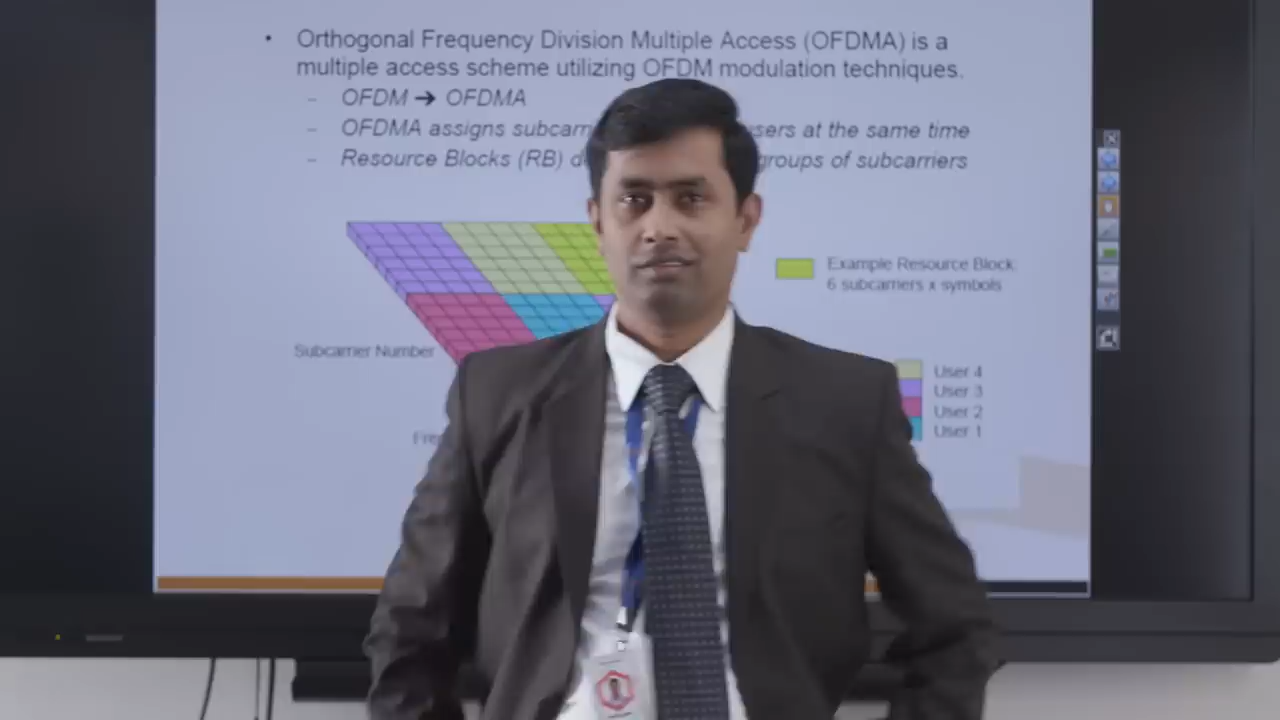 • Orthogonal Frequency Division Multiple Access (OFDMA) is a
multiple access scheme utilizing OFDM modulation techniques.
- OFDM → OFDMA
- OFDMA assigns subcarr users at the same time
- Resource Blocks (RB) d groups of subcarriers
Example Resource Block
6 subcarriers x symbols
Subcarrier Number
User 4
User 3
User 2
User 1
Fre